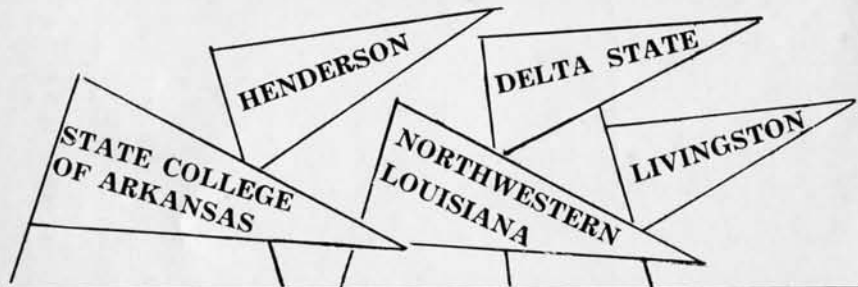 HENDERSON
DELTA STATE
STATE COLLEGE
OF ARKANSAS
NORTHWESTERN
LOUISIANA
LIVINGSTON